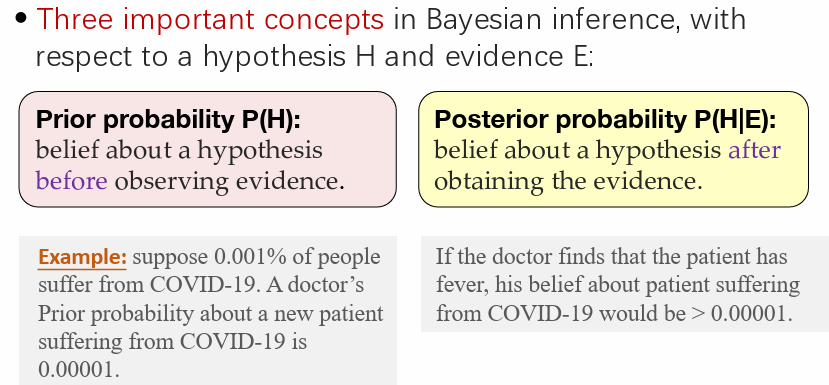 • Three important concepts in Bayesian inference, with
respect to a hypothesis H and evidence E:
Prior probability P(H):
belief about a hypothesis
before observing evidence.
Posterior probability P(H|E):
belief about a hypothesis after
obtaining the evidence.
Example: suppose 0.001% of people
suffer from COVID-19. A doctor’s
Prior probability about a new patient
suffering from COVID-19 is
0.00001.
If the doctor finds that the patient has
fever, his belief about patient suffering
from COVID-19 would be > 0.00001.